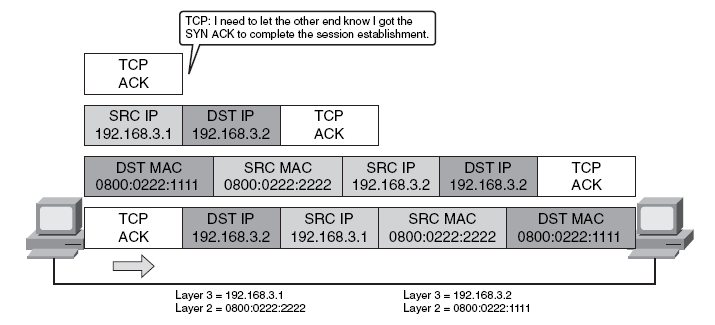 TCP: I need to let the other end know I got the
SYN ACK to complete the session establishment.
TCP
ACK
SRC IP
192.168.3.1
DST IP
192.168.3.2
TCP
ACK
DST MAC
0800:0222:1111
SRC MAC
0800:0222:2222
SRC IP
192.168.3.2
DST IP
192.168.3.2
TCP
ACK
TCP
ACK
DST IP
192.168.3.2
SRC IP
192.168.3.1
SRC MAC
0800:0222:2222
DST MAC
0800:0222:1111
Layer 3 = 192.168.3.1
Layer 2 = 0800:0222:2222
Layer 3 = 192.168.3.2
Layer 2 = 0800:0222:1111